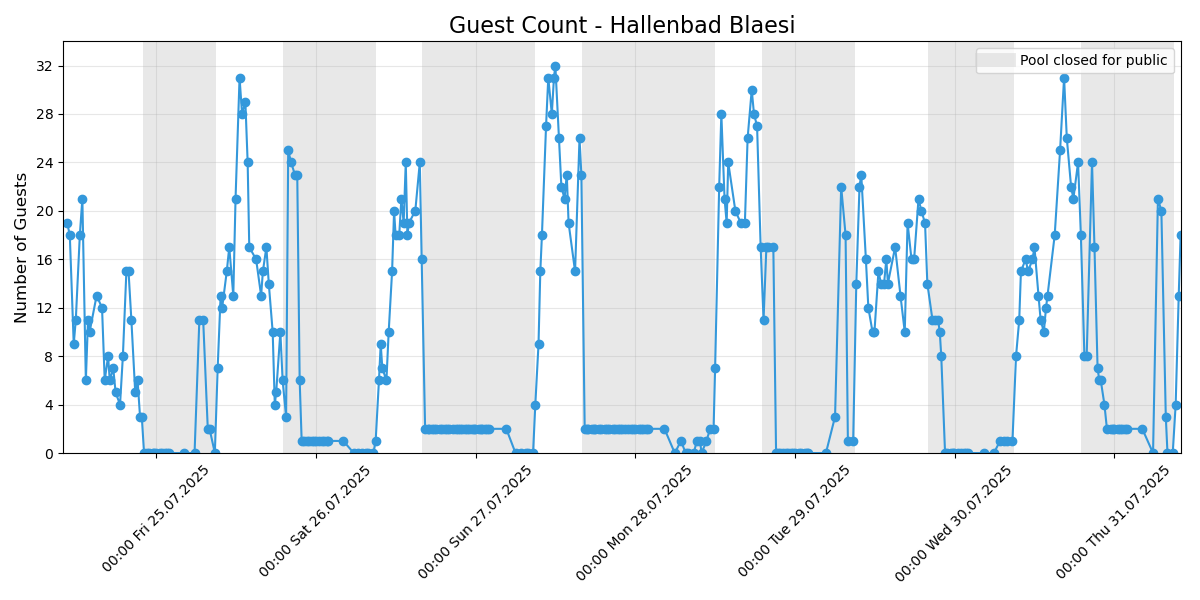 Guest Count - Hallenbad Blaesi
Pool closed for public
Number of Guests
32
28
24
20
16
12
8
4
0
00:00 Fri 25.07.2025
00:00 Sat 26.07.2025
00:00 Sun 27.07.2025
00:00 Mon 28.07.2025
00:00 Tue 29.07.2025
00:00 Wed 30.07.2025
00:00 Thu 31.07.2025